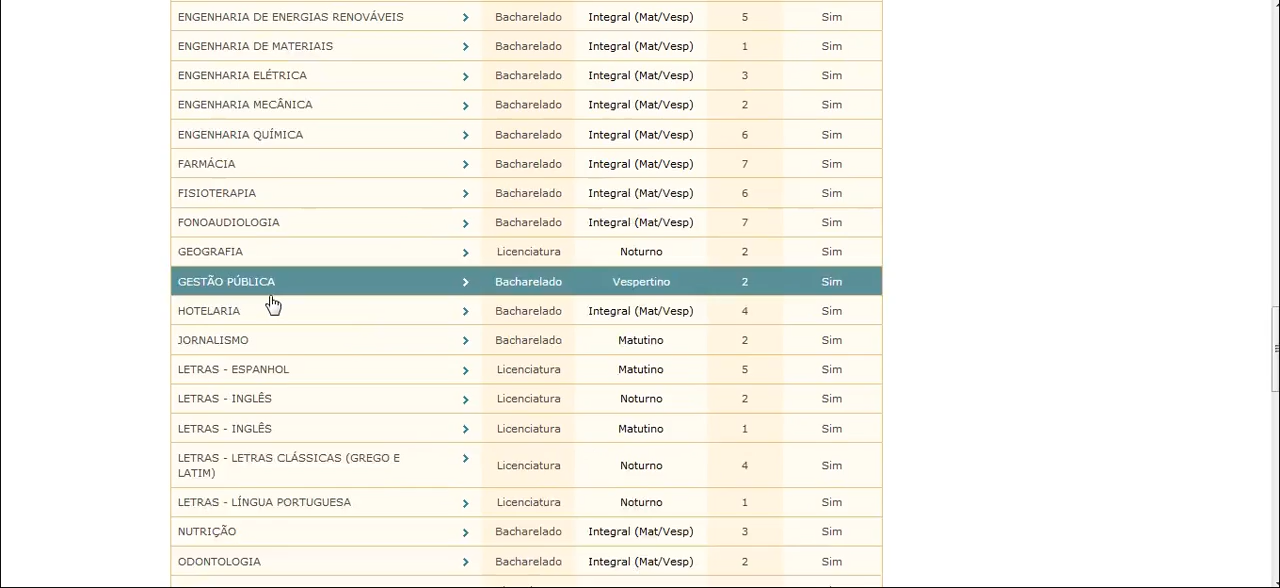 ENGENHARIA DE ENERGIAS RENOVÁVEIS Bacharelado Integral (Mat/Vesp) 5 Sim
ENGENHARIA DE MATERIAIS Bacharelado Integral (Mat/Vesp) 1 Sim
ENGENHARIA ELÉTRICA Bacharelado Integral (Mat/Vesp) 3 Sim
ENGENHARIA MECÂNICA Bacharelado Integral (Mat/Vesp) 2 Sim
ENGENHARIA QUÍMICA Bacharelado Integral (Mat/Vesp) 6 Sim
FARMÁCIA Bacharelado Integral (Mat/Vesp) 7 Sim
FISIOTERAPIA Bacharelado Integral (Mat/Vesp) 6 Sim
FONOAUDIOLOGIA Bacharelado Integral (Mat/Vesp) 7 Sim
GEOGRAFIA Licenciatura Noturno 2 Sim
GESTÃO PÚBLICA Bacharelado Vespertino 2 Sim
HOTELARIA Bacharelado Integral (Mat/Vesp) 4 Sim
JORNALISMO Bacharelado Matutino 2 Sim
LETRAS - ESPANHOL Licenciatura Matutino 5 Sim
LETRAS - INGLÊS Licenciatura Noturno 2 Sim
LETRAS - INGLÊS Licenciatura Matutino 1 Sim
LETRAS - LETRAS CLÁSSICAS (GREGO E
LATIM) Licenciatura Noturno 4 Sim
LETRAS - LÍNGUA PORTUGUESA Licenciatura Noturno 1 Sim
NUTRIÇÃO Bacharelado Integral (Mat/Vesp) 3 Sim
ODONTOLOGIA Bacharelado Integral (Mat/Vesp) 2 Sim